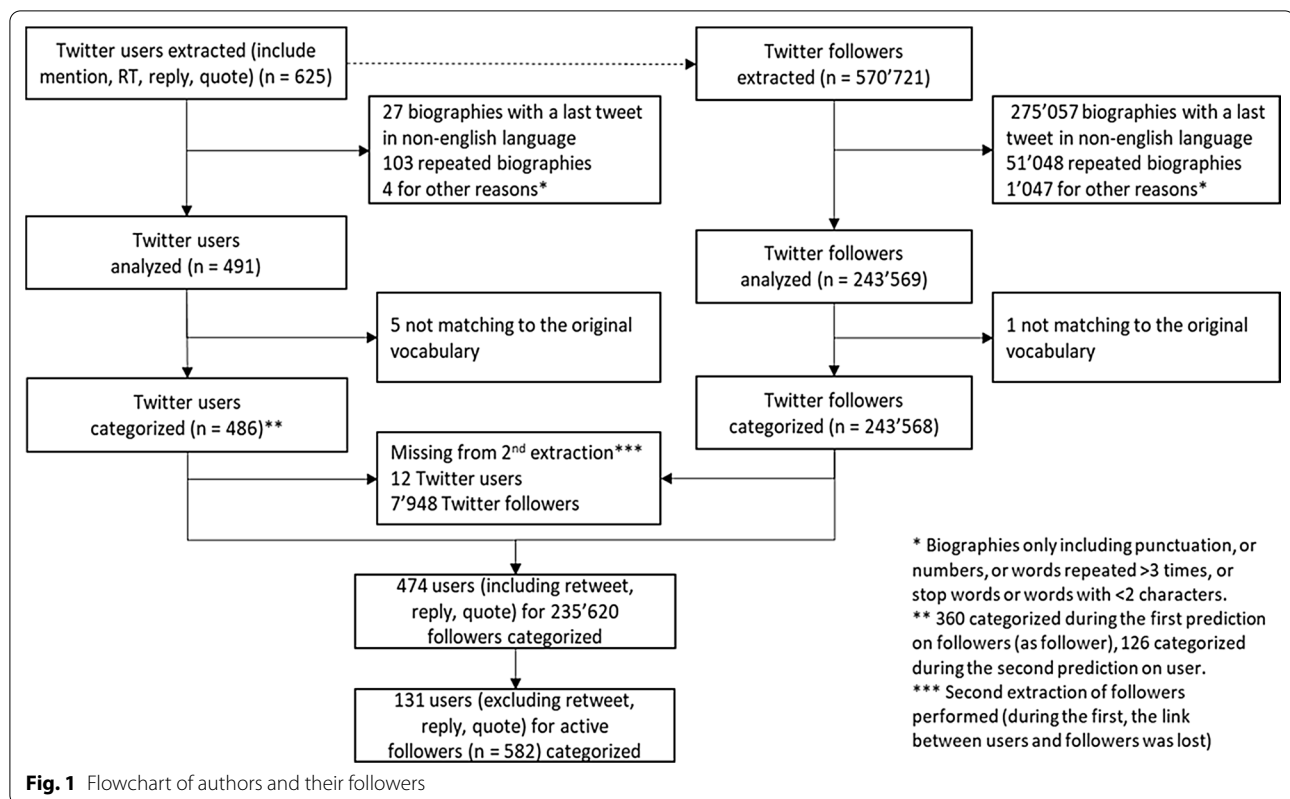 Twitter users extracted (include
mention, RT, reply, quote) (n = 625)
Twitter followers
extracted (n = 570’721)
27 biographies with a last tweet
in non-english language
103 repeated biographies
4 for other reasons*
275’057 biographies with a last
tweet in non-english language
51’048 repeated biographies
1’047 for other reasons*
Twitter users
analyzed (n = 491)
Twitter followers
analyzed (n = 243’569)
5 not matching to the original
vocabulary
1 not matching to the original
vocabulary
Twitter users
categorized (n = 486)**
Twitter followers
categorized (n = 243’568)
Missing from 2nd extraction***
12 Twitter users
7’948 Twitter followers
474 users (including retweet,
reply, quote) for 235’620
followers categorized
131 users (excluding retweet,
reply, quote) for active
followers (n = 582) categorized
* Biographies only including punctuation, or
numbers, or words repeated >3 times, or
stop words or words with <2 characters.
** 360 categorized during the first prediction
on followers (as follower), 126 categorized
during the second prediction on user.
*** Second extraction of followers
performed (during the first, the link
between users and followers was lost)
Fig. 1 Flowchart of authors and their followers